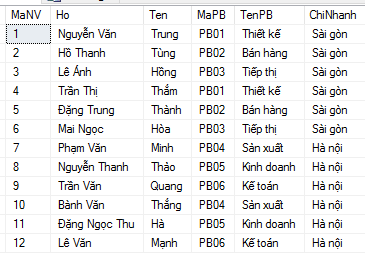 MaNV Ho Ten MaPB TenPB ChiNhanh
1 Nguyễn Văn Trung PB01 Thiết kế Sài gòn
2 Hồ Thanh Tùng PB02 Bán hàng Sài gòn
3 Lê Ánh Hồng PB03 Tiếp thị Sài gòn
4 Trần Thị Thắm PB01 Thiết kế Sài gòn
5 Đặng Trung Thành PB02 Bán hàng Sài gòn
6 Mai Ngọc Hòa PB03 Tiếp thị Sài gòn
7 Phạm Văn Minh PB04 Sản xuất Hà nội
8 Nguyễn Thanh Thảo PB05 Kinh doanh Hà nội
9 Trần Văn Quang PB06 Kế toán Hà nội
10 Bành Văn Thắng PB04 Sản xuất Hà nội
11 Đặng Ngọc Thu Hà PB05 Kinh doanh Hà nội
12 Lê Văn Mạnh PB06 Kế toán Hà nội